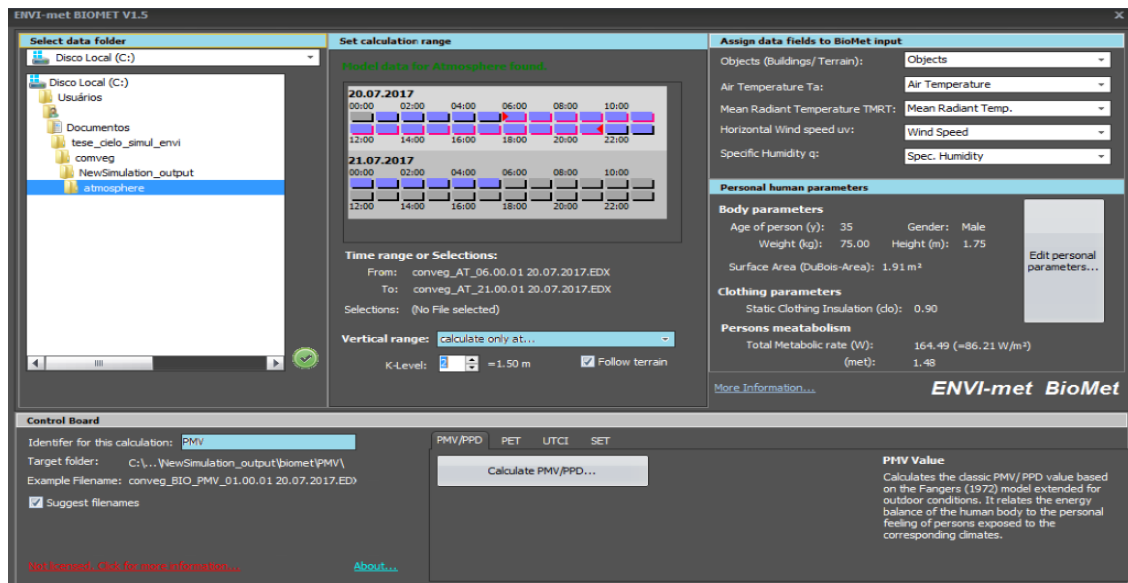 ENVI-met BIOMET V1.5
Select data folder
Disco Local (C:)
Disco Local (C:)
Usuários
Documentos
tese_cielo_simul_envi
comveg
NewSimulation_output
atmosphere
Set calculation range
Model data for Atmosphere found.
20.07.2017
00:00 02:00 04:00 06:00 08:00 10:00
12:00 14:00 16:00 18:00 20:00 22:00
21.07.2017
00:00 02:00 04:00 06:00 08:00 10:00
12:00 14:00 16:00 18:00 20:00 22:00
Time range or Selections:
From: conveg_AT_06.00.01 20.07.2017.EDX
To: conveg_AT_21.00.01 20.07.2017.EDX
Selections: (No File selected)
Vertical range: calculate only at...
K-Level: 2 =1.50 m Follow terrain
Assign data fields to BioMet input
Objects (Buildings/Terrain): Objects
Air Temperature Ta: Air Temperature
Mean Radiant Temperature TMRT: Mean Radiant Temp.
Horizontal Wind speed uv: Wind Speed
Specific Humidity q: Spec. Humidity
Personal human parameters
Body parameters
Age of person (y): 35 Gender: Male
Weight (kg): 75.00 Height (m): 1.75
Surface Area (DuBois-Area): 1.91 m²
Edit personal
parameters...
Clothing parameters
Static Clothing Insulation (clo): 0.90
Persons meatabolism
Total Metabolic rate (W): 164.49 (=86.21 W/m²)
(met): 1.48
More Information...
ENVI-met BioMet
Control Board
Identifer for this calculation: PMV
Target folder: C:\...\NewSimulation_output\biomet\PMV\
Example Filename: conveg_BIO_PMV_01.00.01 20.07.2017.EDX
Suggest filenames
Not licensed. Click for more information...
About...
PMV/PPD PET UTCI SET
Calculate PMV/PPD...
PMV Value
Calculates the classic PMV/PPD value based
on the Fangers (1972) model extended for
outdoor conditions. It relates the energy
balance of the human body to the personal
feeling of persons exposed to the
corresponding climates.